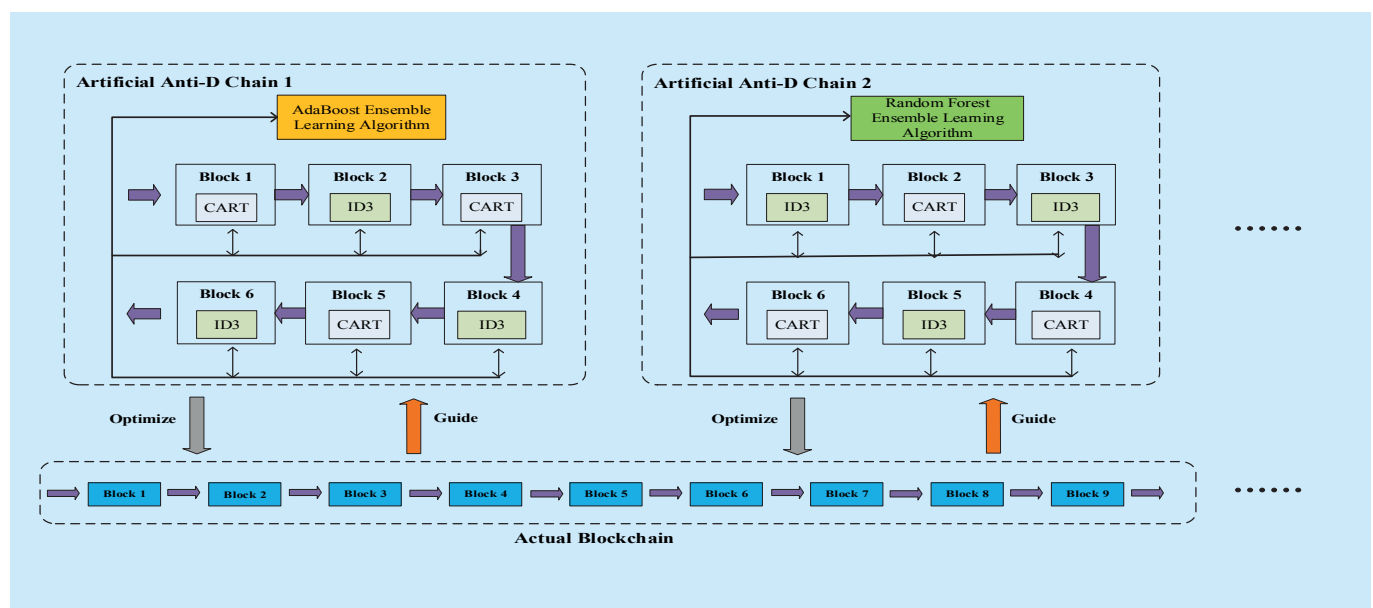 Artificial Anti-D Chain 1
AdaBoost Ensemble
Learning Algorithm
Block 1
CART
Block 2
ID3
Block 3
CART
Block 6
ID3
Block 5
CART
Block 4
ID3
Artificial Anti-D Chain 2
Random Forest
Ensemble Learning
Algorithm
Block 1
ID3
Block 2
CART
Block 3
ID3
Block 6
CART
Block 5
ID3
Block 4
CART
......
Optimize
Guide
Optimize
Guide
Block 1
Block 2
Block 3
Block 4
Block 5
Block 6
Block 7
Block 8
Block 9
......
Actual Blockchain